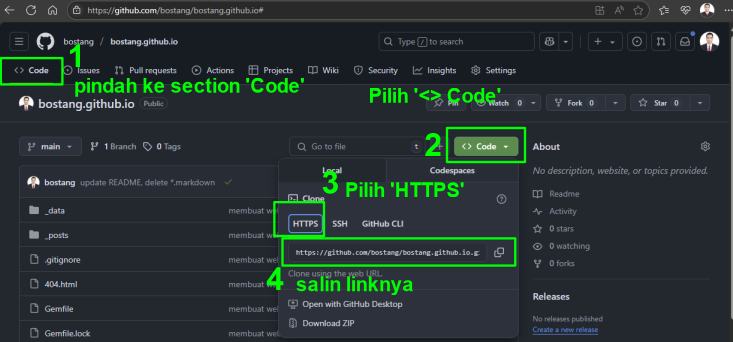 https://github.com/bostang/bostang.github.io#
bostang / bostang.github.io
Type / to search
1
Code
Issues
Pull requests
Actions
Projects
Wiki
Security
Insights
Settings
pindah ke section 'Code'
Pilih '<> Code'
bostang.github.io
Public
Pin
Watch 0
Fork 0
Star 0
main
1 Branch
0 Tags
Go to file
t
2
<> Code
About
bostang update README, delete *.markdown
Local
Codespaces
No description, website, or topics provided.
3 Pilih 'HTTPS'
Clone
_data
membuat web
Readme
HTTPS
SSH
GitHub CLI
Activity
_posts
membuat web
0 stars
https://github.com/bostang/bostang.github.io.g
0 watching
.gitignore
membuat web
0 forks
Clone using the web URL.
4 salin linknya
404.html
membuat web
Releases
Open with GitHub Desktop
Gemfile
membuat web
No releases published
Download ZIP
Create a new release
Gemfile.lock
membuat web